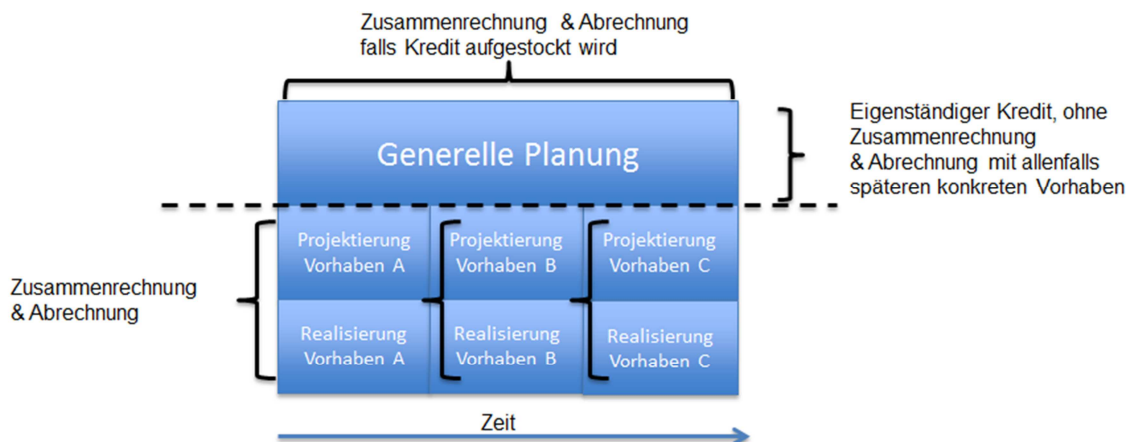 Zusammenrechnung & Abrechnung
falls Kredit aufgestockt wird
Generelle Planung
Eigenständiger Kredit, ohne
Zusammenrechnung
& Abrechnung mit allenfalls
späteren konkreten Vorhaben
Zusammenrechnung
& Abrechnung
Projektierung
Vorhaben A
Projektierung
Vorhaben B
Projektierung
Vorhaben C
Realisierung
Vorhaben A
Realisierung
Vorhaben B
Realisierung
Vorhaben C
Zeit